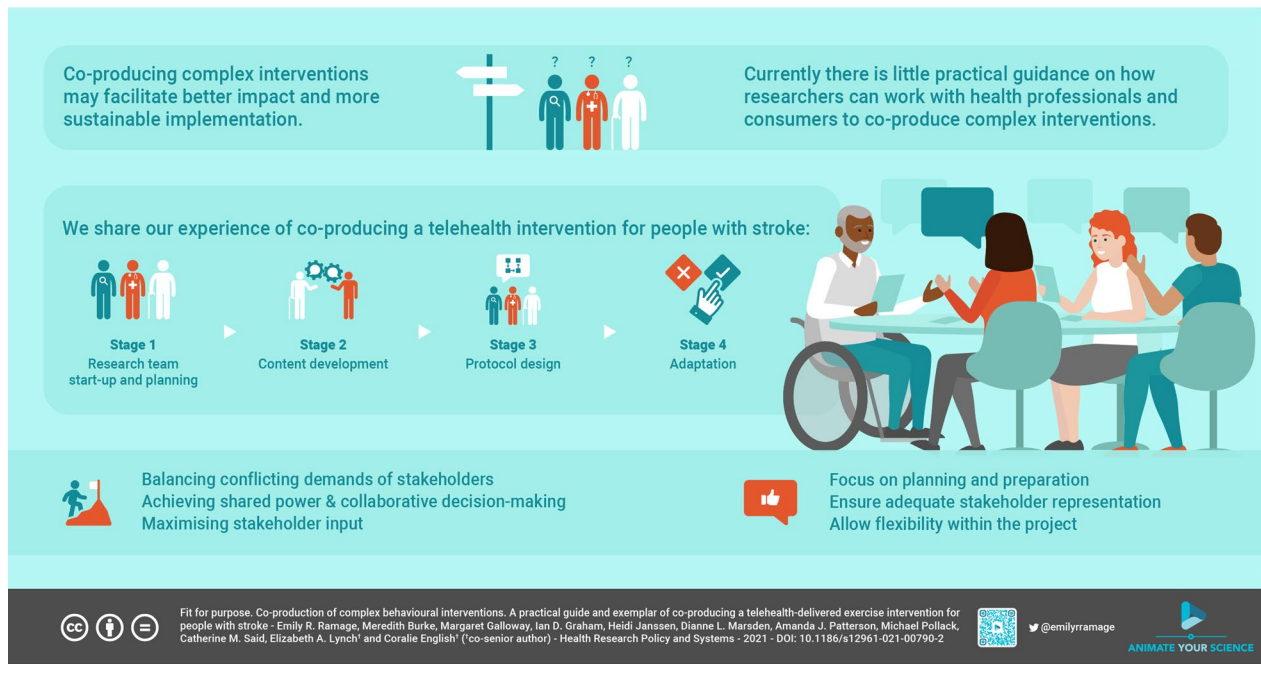 Co-producing complex interventions
may facilitate better impact and more
sustainable implementation.
? ? ?
Currently there is little practical guidance on how
researchers can work with health professionals and
consumers to co-produce complex interventions.
We share our experience of co-producing a telehealth intervention for people with stroke:
Stage 1
Research team
start-up and planning
Stage 2
Content development
Stage 3
Protocol design
Stage 4
Adaptation
Balancing conflicting demands of stakeholders
Achieving shared power & collaborative decision-making
Maximising stakeholder input
Focus on planning and preparation
Ensure adequate stakeholder representation
Allow flexibility within the project
cc
Fit for purpose. Co-production of complex behavioural interventions. A practical guide and exemplar of co-producing a telehealth-delivered exercise intervention for
people with stroke - Emily R. Ramage, Meredith Burke, Margaret Galloway, Ian D. Graham, Heidi Janssen, Dianne L. Marsden, Amanda J. Patterson, Michael Pollack,
Catherine M. Said, Elizabeth A. Lynch† and Coralie English† (†co-senior author) - Health Research Policy and Systems - 2021 - DOI: 10.1186/s12961-021-00790-2
@emilyrramage
ANIMATE YOUR SCIENCE